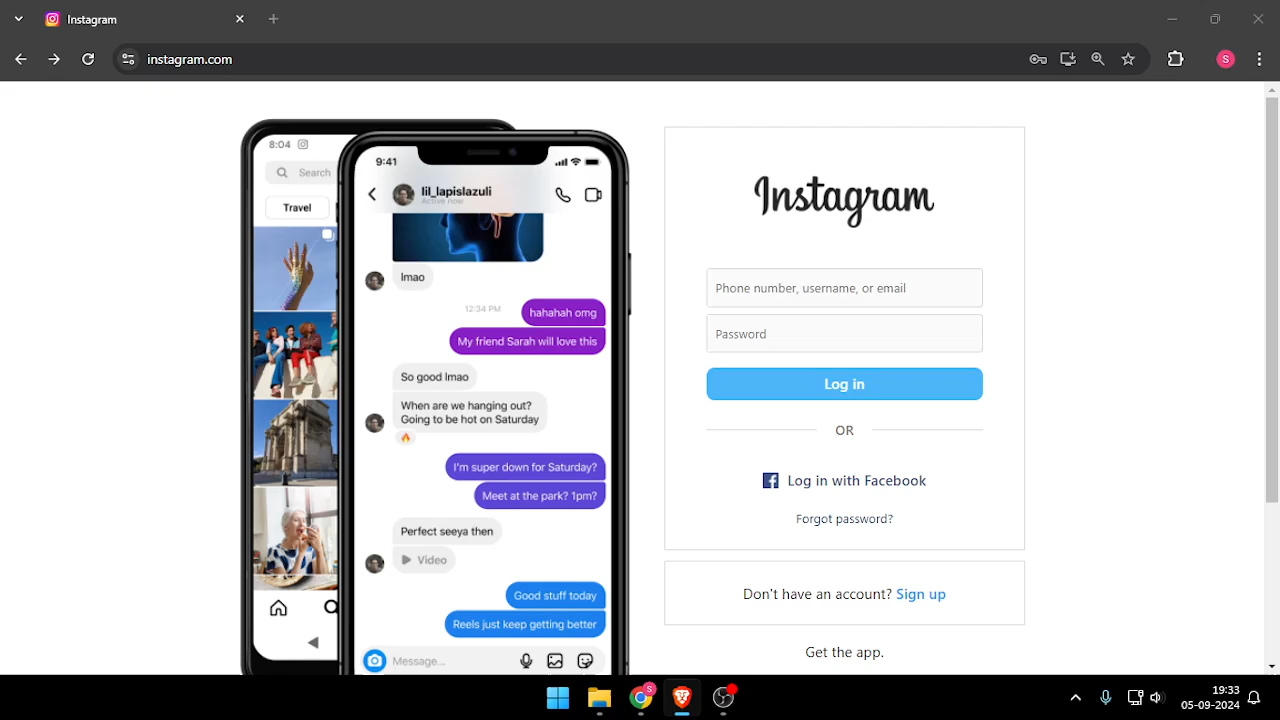 Instagram
instagram.com
S
8:04
Search
Travel
9:41
lil_lapislazuli
Active now
lmao
12:34 PM
hahahah omg
My friend Sarah will love this
So good lmao
When are we hanging out?
Going to be hot on Saturday
I'm super down for Saturday?
Meet at the park? 1pm?
Perfect seeya then
Video
Good stuff today
Reels just keep getting better
Message...
Instagram
Phone number, username, or email
Password
Log in
OR
Log in with Facebook
Forgot password?
Don't have an account? Sign up
Get the app.
S
19:33
05-09-2024